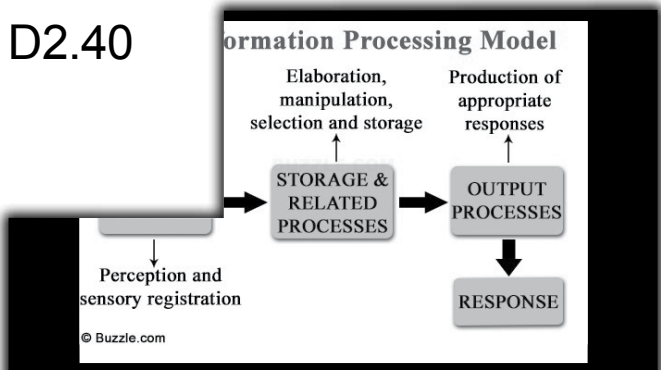 D2.40
ormation Processing Model
Elaboration,
manipulation,
selection and storage
Production of
appropriate
responses
STORAGE &
RELATED
PROCESSES
OUTPUT
PROCESSES
Perception and
sensory registration
RESPONSE
© Buzzle.com